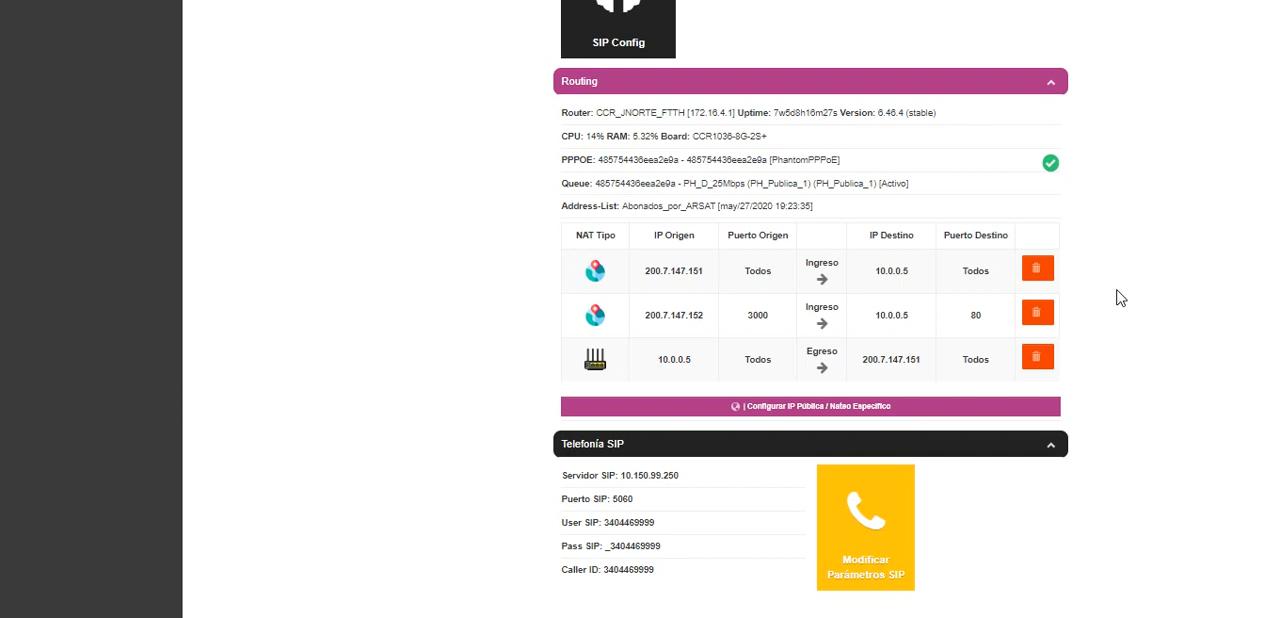 SIP Config
Routing
Router: CCR_JNORTE_FTTH [172.16.4.1] Uptime: 7w5d8h16m27s Version: 6.46.4 (stable)
CPU: 14% RAM: 5.32% Board: CCR1036-8G-2S+
PPPOE: 485754436eea2e9a - 485754436eea2e9a [PhantomPPPoE]
Queue: 485754436eea2e9a - PH_D_25Mbps (PH_Publica_1) (PH_Publica_1) [Activo]
Address-List: Abonados_por_ARSAT [may/27/2020 19:23:35]
NAT Tipo IP Origen Puerto Origen IP Destino Puerto Destino
200.7.147.151 Todos Ingreso 10.0.0.5 Todos
200.7.147.152 3000 Ingreso 10.0.0.5 80
10.0.0.5 Todos Egreso 200.7.147.151 Todos
| Configurar IP Pública / Nateo Especifico
Telefonía SIP
Servidor SIP: 10.150.99.250
Puerto SIP: 5060
User SIP: 3404469999
Pass SIP: _3404469999
Caller ID: 3404469999
Modificar
Parámetros SIP